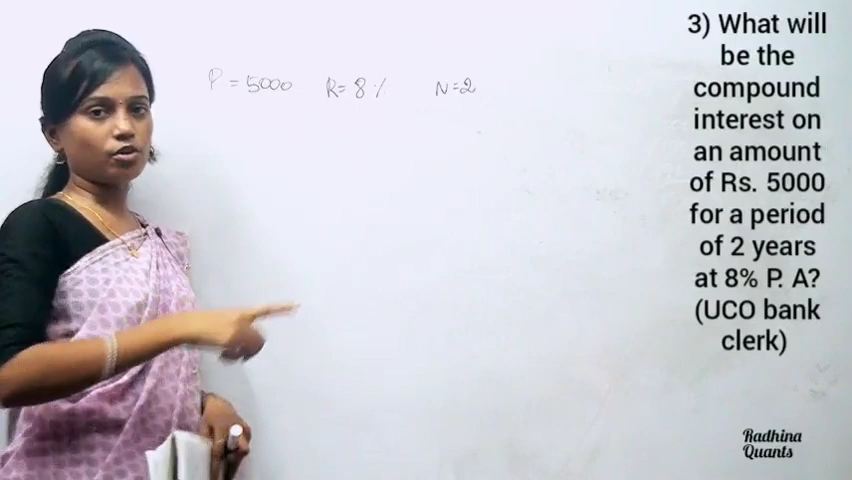 P = 5000 R= 8 % N=2
3) What will
be the
compound
interest on
an amount
of Rs. 5000
for a period
of 2 years
at 8% P. A?
(UCO bank
clerk)
Radhina
Quants